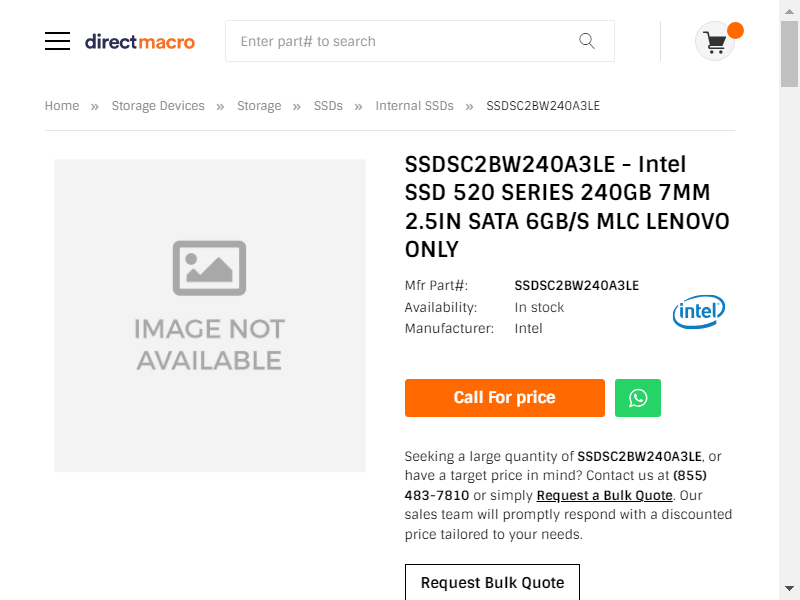 directmacro
Enter part# to search
Home » Storage Devices » Storage » SSDs » Internal SSDs » SSDSC2BW240A3LE
IMAGE NOT
AVAILABLE
SSDSC2BW240A3LE - Intel
SSD 520 SERIES 240GB 7MM
2.5IN SATA 6GB/S MLC LENOVO
ONLY
Mfr Part#: SSDSC2BW240A3LE
Availability: In stock
Manufacturer: Intel
intel
Call For price
Seeking a large quantity of SSDSC2BW240A3LE, or
have a target price in mind? Contact us at (855)
483-7810 or simply Request a Bulk Quote. Our
sales team will promptly respond with a discounted
price tailored to your needs.
Request Bulk Quote